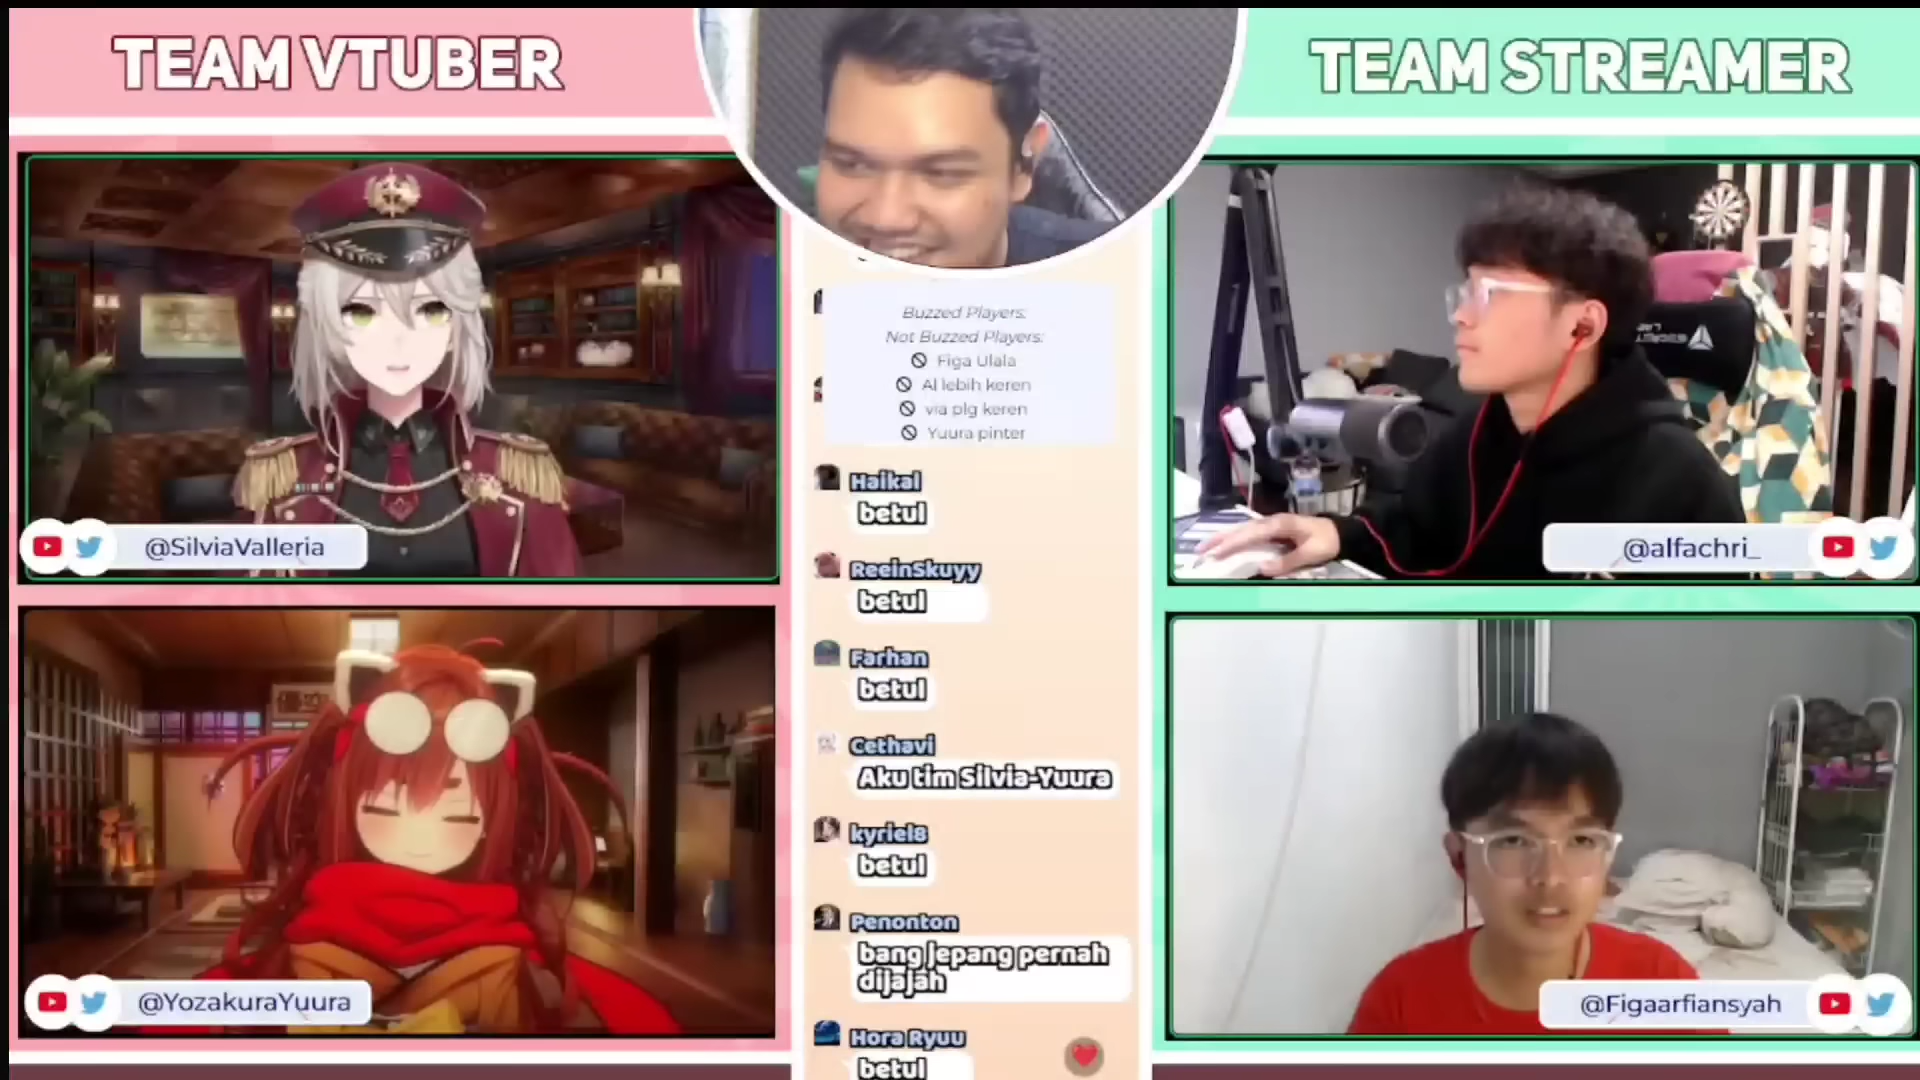 TEAM VTUBER
TEAM STREAMER
@SilviaValleria
@YozakuraYuura
Buzzed Players:
Not Buzzed Players:
Figa Ulala
Al lebih keren
via plg keren
Yuura pinter
Haikal
betul
ReeinSkuyy
betul
Farhan
betul
Cethavi
Aku tim Silvia-Yuura
kyriel8
betul
Penonton
bang Jepang pernah
dijajah
Hora Ryuu
betul
@alfachri_
@Figaarfiansyah